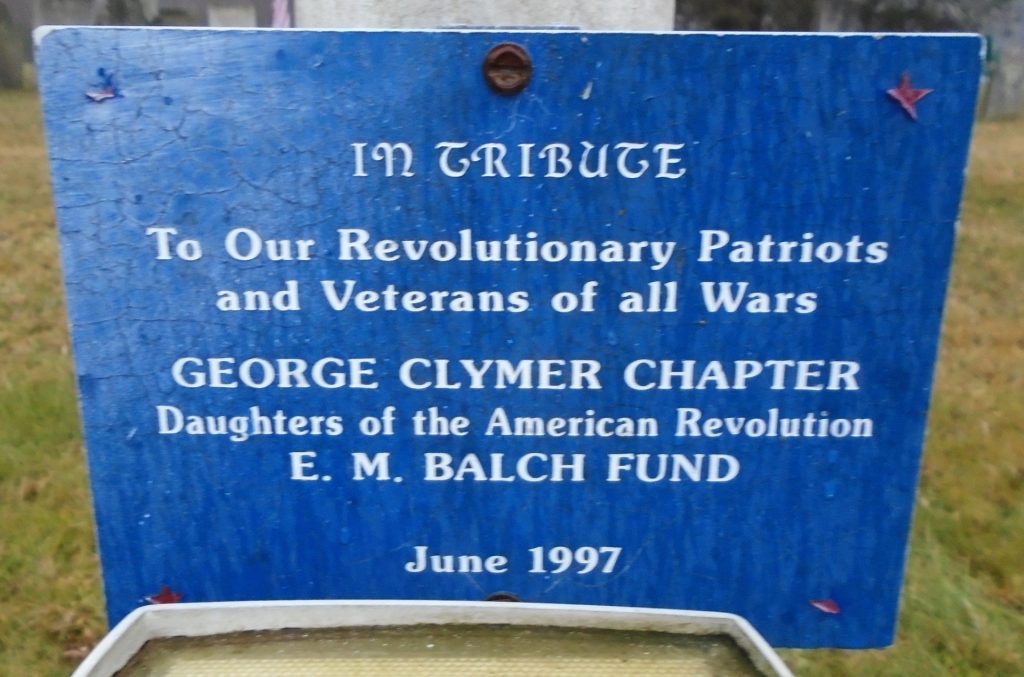 IN TRIBUTE
To Our Revolutionary Patriots
and Veterans of all Wars
GEORGE CLYMER CHAPTER
Daughters of the American Revolution
E. M. BALCH FUND
June 1997